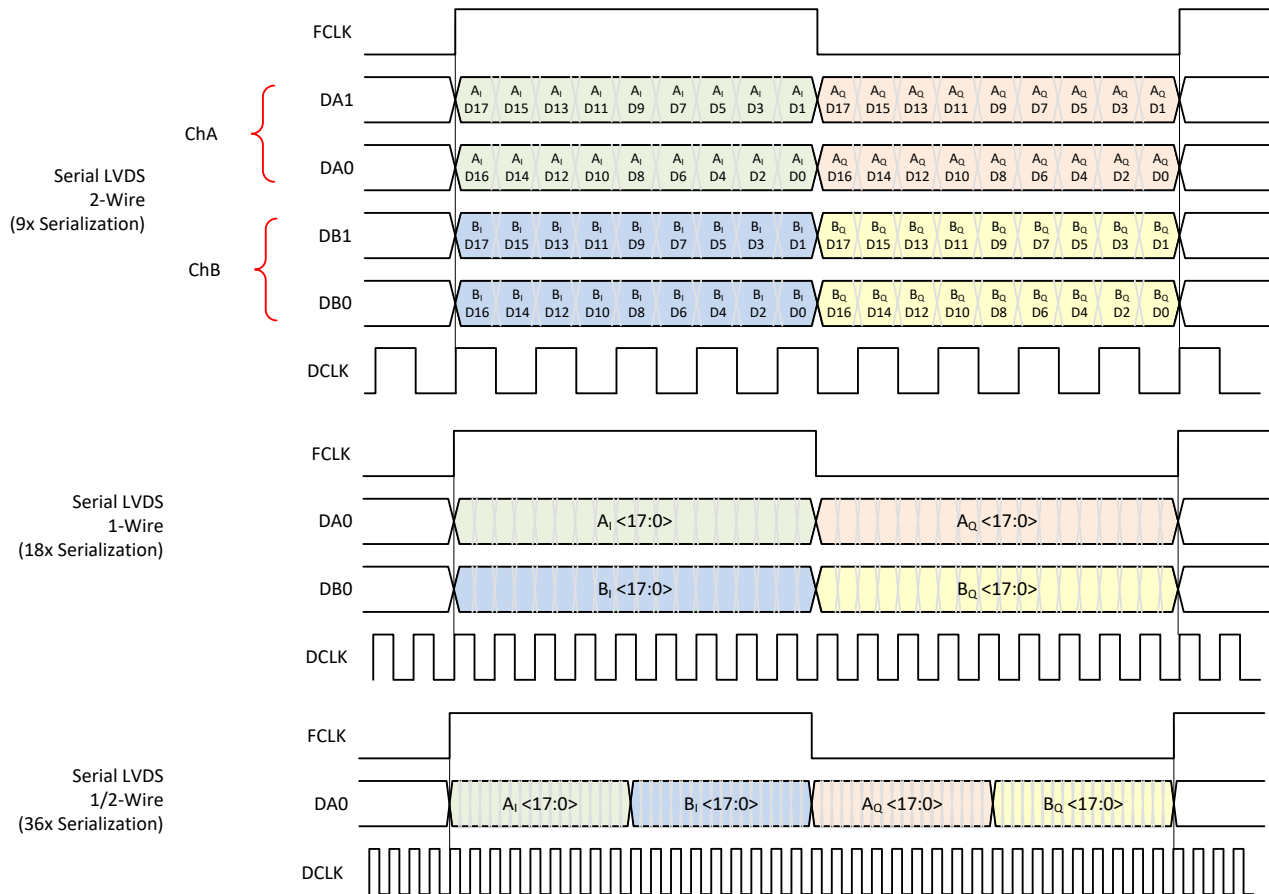 FCLK
DA1
A_I A_I A_I A_I A_I A_I A_I A_I A_I A_Q A_Q A_Q A_Q A_Q A_Q A_Q A_Q A_Q
D17 D15 D13 D11 D9 D7 D5 D3 D1 D17 D15 D13 D11 D9 D7 D5 D3 D1
ChA
DA0
A_I A_I A_I A_I A_I A_I A_I A_I A_I A_Q A_Q A_Q A_Q A_Q A_Q A_Q A_Q A_Q
D16 D14 D12 D10 D8 D6 D4 D2 D0 D16 D14 D12 D10 D8 D6 D4 D2 D0
Serial LVDS
2-Wire
(9x Serialization)
DB1
B_I B_I B_I B_I B_I B_I B_I B_I B_I B_Q B_Q B_Q B_Q B_Q B_Q B_Q B_Q B_Q
D17 D15 D13 D11 D9 D7 D5 D3 D1 D17 D15 D13 D11 D9 D7 D5 D3 D1
ChB
DB0
B_I B_I B_I B_I B_I B_I B_I B_I B_I B_Q B_Q B_Q B_Q B_Q B_Q B_Q B_Q B_Q
D16 D14 D12 D10 D8 D6 D4 D2 D0 D16 D14 D12 D10 D8 D6 D4 D2 D0
DCLK
FCLK
Serial LVDS
1-Wire
(18x Serialization)
DA0
A_I <17:0> A_Q <17:0>
DB0
B_I <17:0> B_Q <17:0>
DCLK
FCLK
Serial LVDS
1/2-Wire
(36x Serialization)
DA0
A_I <17:0> B_I <17:0> A_Q <17:0> B_Q <17:0>
DCLK